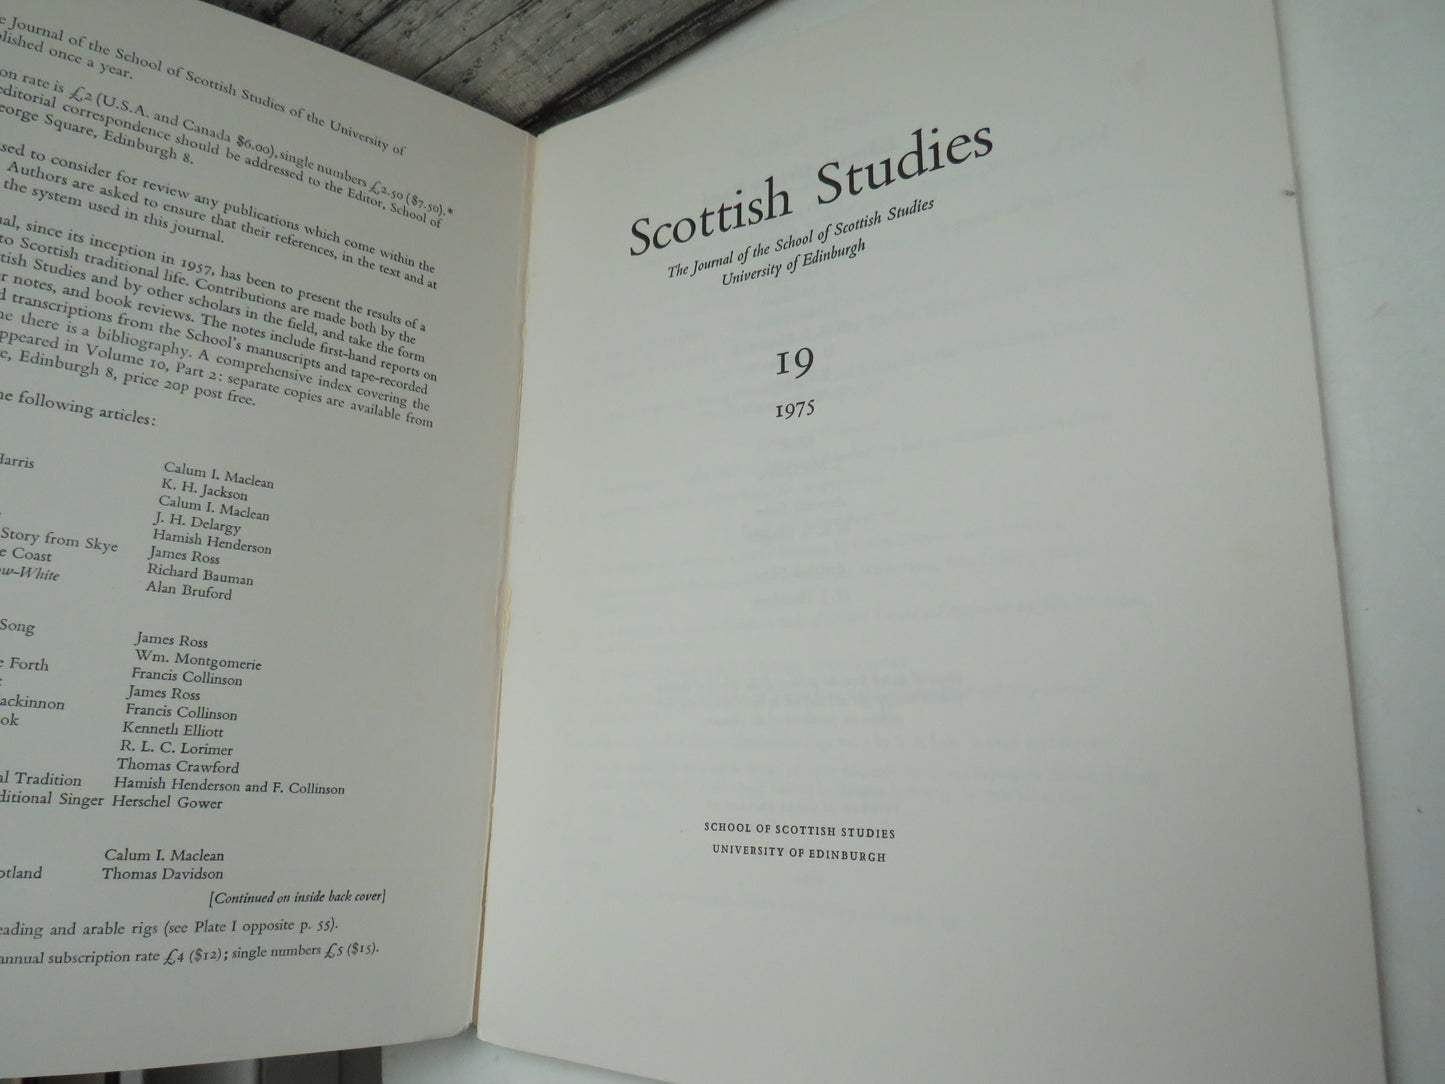 e Journal of the School of Scottish Studies of the University of
lished once a year.
on rate is £2 (U.S.A. and Canada $6.00), single numbers £2.50 ($7.50).*
editorial correspondence should be addressed to the Editor, School of
eorge Square, Edinburgh 8.
sed to consider for review any publications which come within the
Authors are asked to ensure that their references, in the text and at
the system used in this journal.
nal, since its inception in 1957, has been to present the results of a
to Scottish traditional life. Contributions are made both by the
tish Studies and by other scholars in the field, and take the form
r notes, and book reviews. The notes include first-hand reports on
d transcriptions from the School's manuscripts and tape-recorded
me there is a bibliography. A comprehensive index covering the
ppeared in Volume 10, Part 2: separate copies are available from
e, Edinburgh 8, price 20p post free.
he following articles:
Harris Calum I. Maclean
K. H. Jackson
Calum I. Maclean
J. H. Delargy
Story from Skye Hamish Henderson
e Coast James Ross
ow-White Richard Bauman
Alan Bruford
Song James Ross
Wm. Montgomerie
e Forth Francis Collinson
James Ross
ackinnon Francis Collinson
ok Kenneth Elliott
R. L. C. Lorimer
Thomas Crawford
al Tradition Hamish Henderson and F. Collinson
ditional Singer Herschel Gower
Calum I. Maclean
otland Thomas Davidson
[Continued on inside back cover]
eading and arable rigs (see Plate I opposite p. 55).
annual subscription rate £4 ($12); single numbers £5 ($15).
Scottish Studies
The Journal of the School of Scottish Studies
University of Edinburgh
19
1975
SCHOOL OF SCOTTISH STUDIES
UNIVERSITY OF EDINBURGH